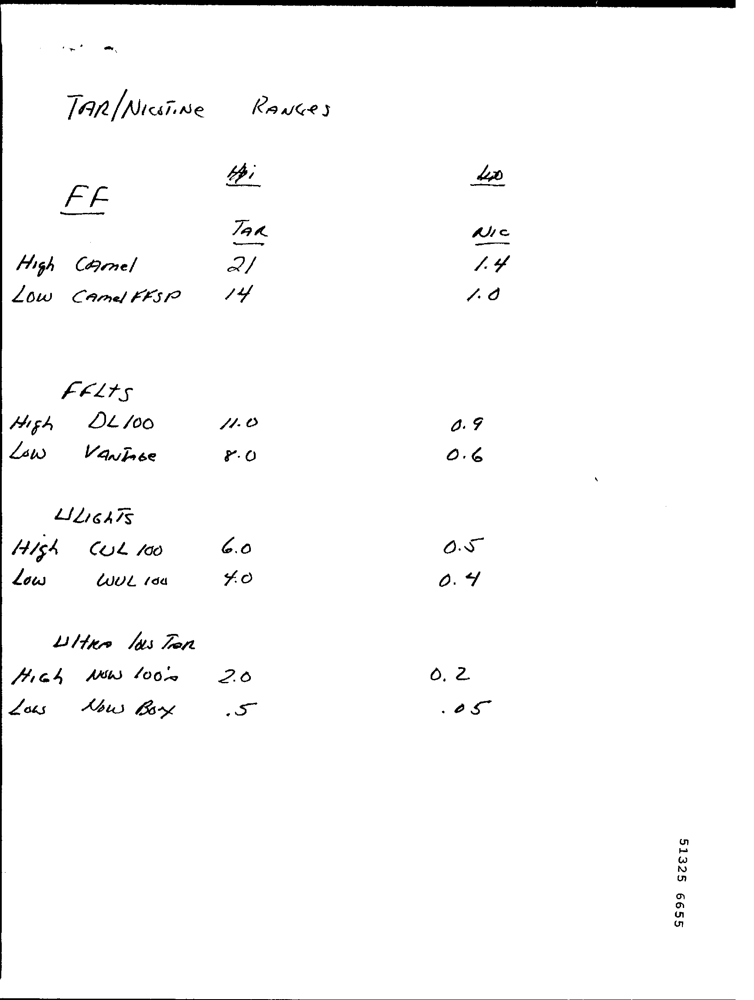 TAR/NICOTINE RANGES
FF
TAR NIC
High CAmel 21 1.4
Low CAmel FFSP 14 1.0
FFLTS
High DL 100 11.0 0.9
Low VANTAGE 8.0 0.6
ULIGHTS
High CUL 100 6.0 0.5
Low WUL 100 4.0 0.4
Ultra low Tar
High Now 100's 2.0 0.2
Low Now Box .5 .05
51325 6655